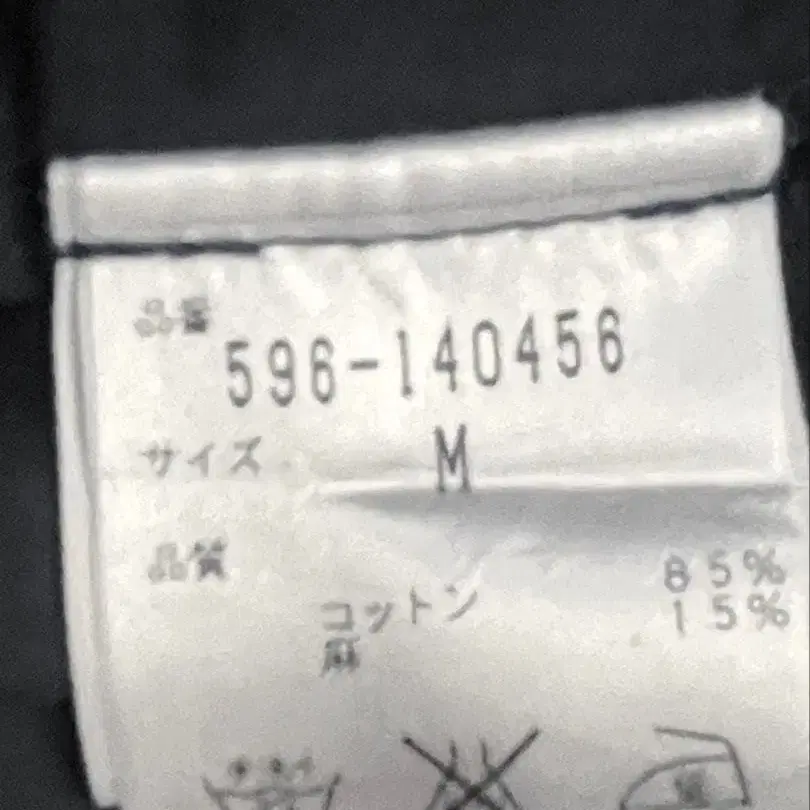 品番
596-140456
サイズ M
品質
コットン 85%
麻 15%